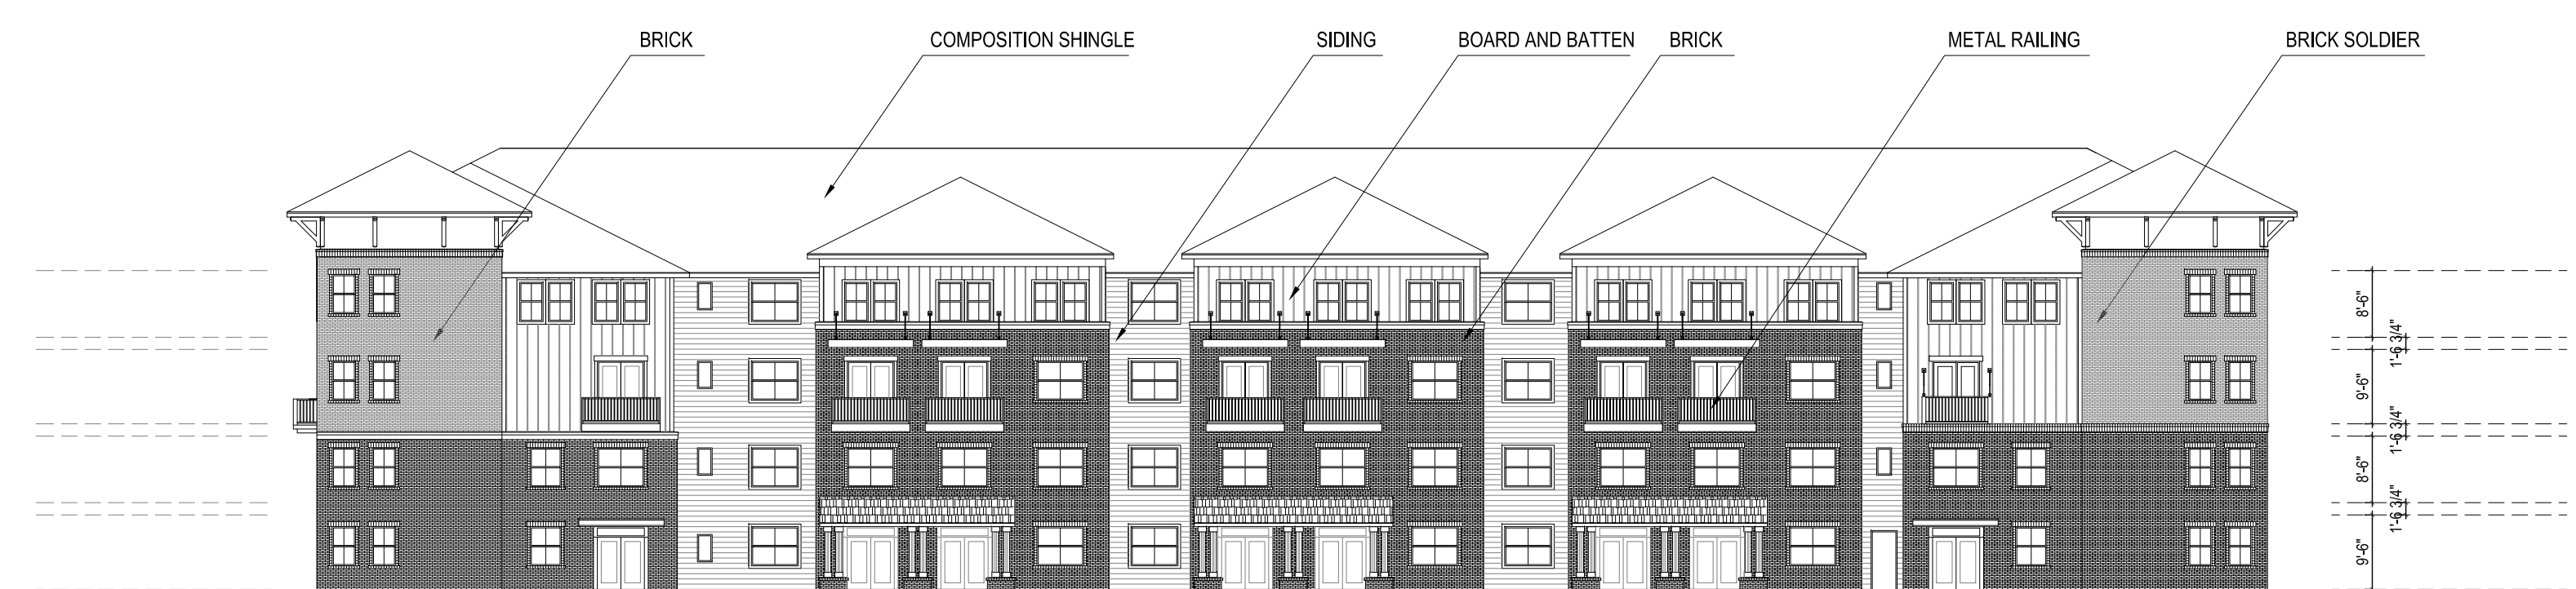 BRICK
COMPOSITION SHINGLE
SIDING
BOARD AND BATTEN
BRICK
METAL RAILING
BRICK SOLDIER
8'-6"
1'-6 3/4"
9'-6"
1'-6 3/4"
8'-6"
1'-6 3/4"
9'-6"